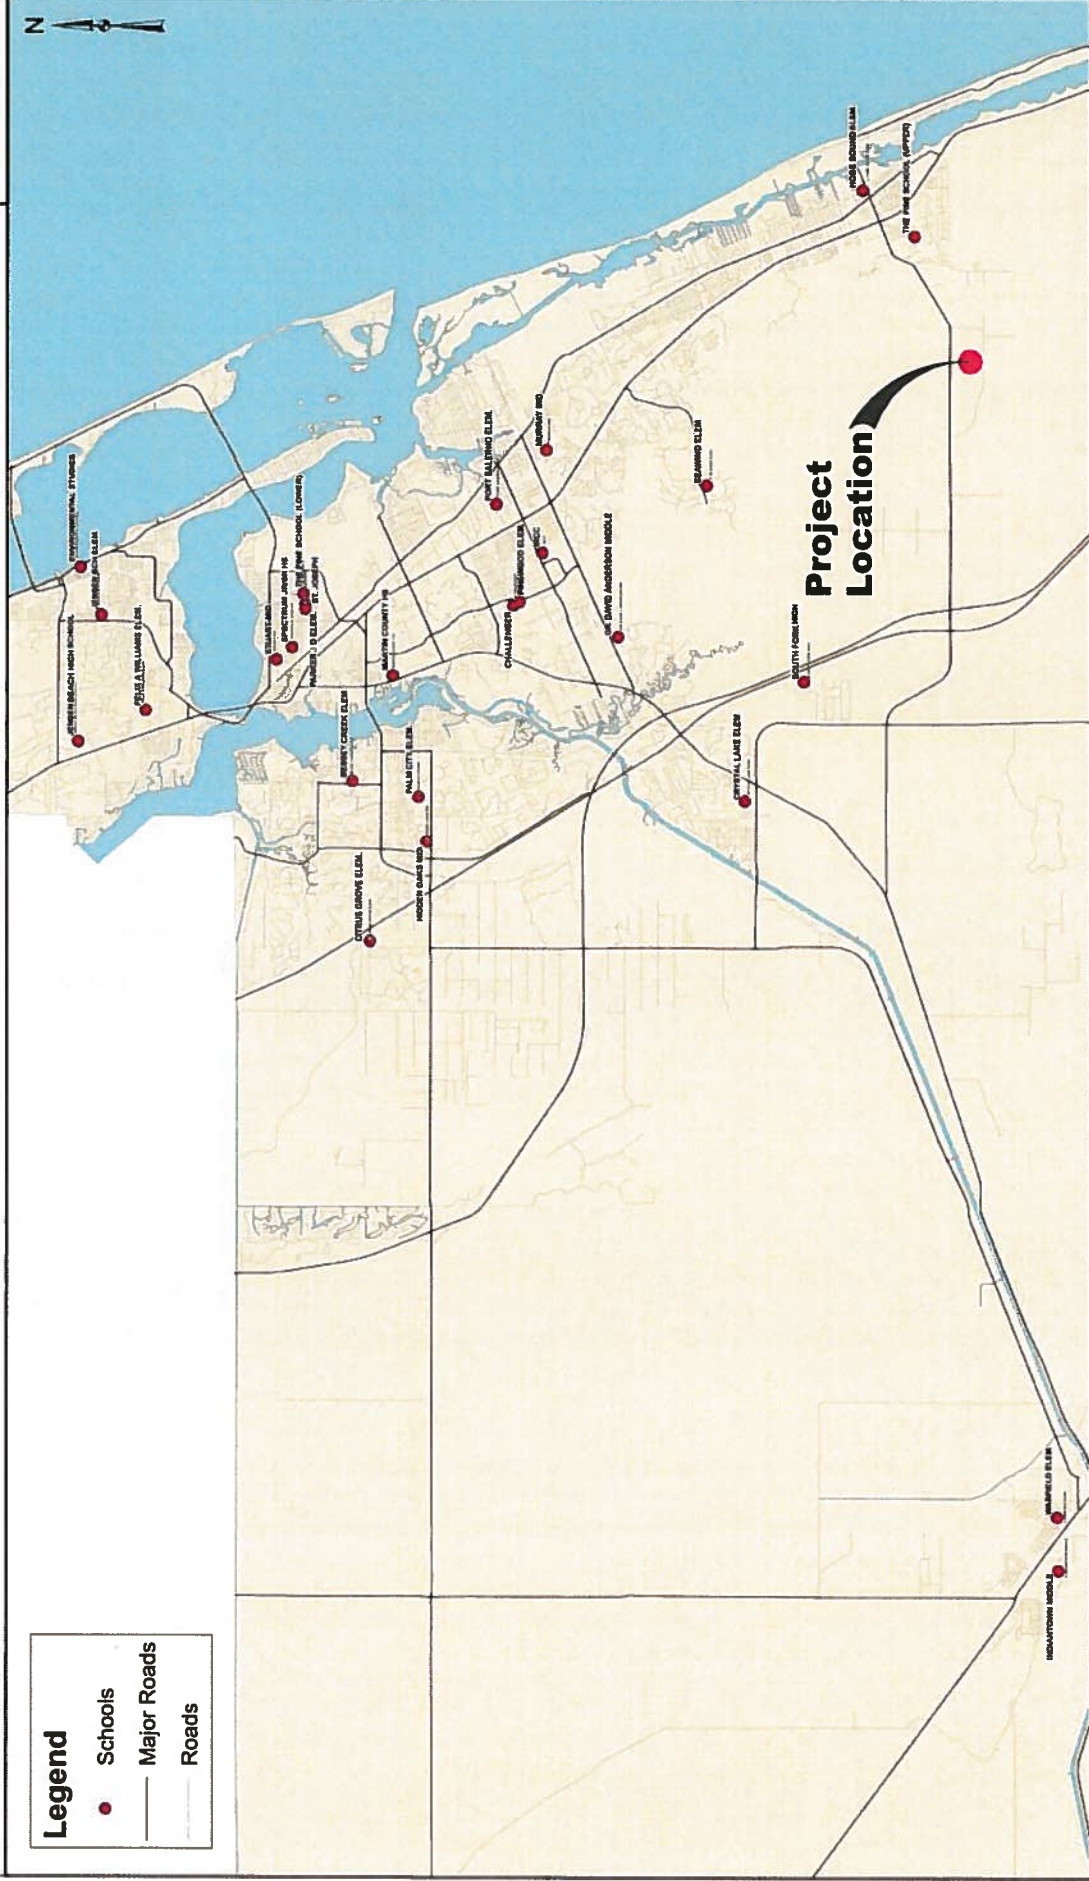 N
Legend
Schools
Major Roads
Roads
JENSEN BEACH HIGH SCHOOL
ENVIRONMENTAL STUDIES
JENSEN BCH ELEM
FELIX A WILLIAMS ELEM.
STUART MID
SPECTRUM JR/SR HS
THE PINE SCHOOL (LOWER)
PARKER J D ELEM.
ST. JOSEPH
MARTIN COUNTY HS
BESSEY CREEK ELEM
PALM CITY ELEM
HIDDEN OAKS MID
CITRUS GROVE ELEM.
PORT SALERNO ELEM.
MURRAY MID
CHALLENGER
PINEWOOD ELEM
IRCC
DR. DAVID ANDERSON MIDDLE
SEAWIND ELEM
CRYSTAL LAKE ELEM
SOUTH FORK HIGH
HOBE SOUND ELEM
THE PINE SCHOOL (UPPER)
Project
Location
WARFIELD ELEM
INDIANTOWN MIDDLE